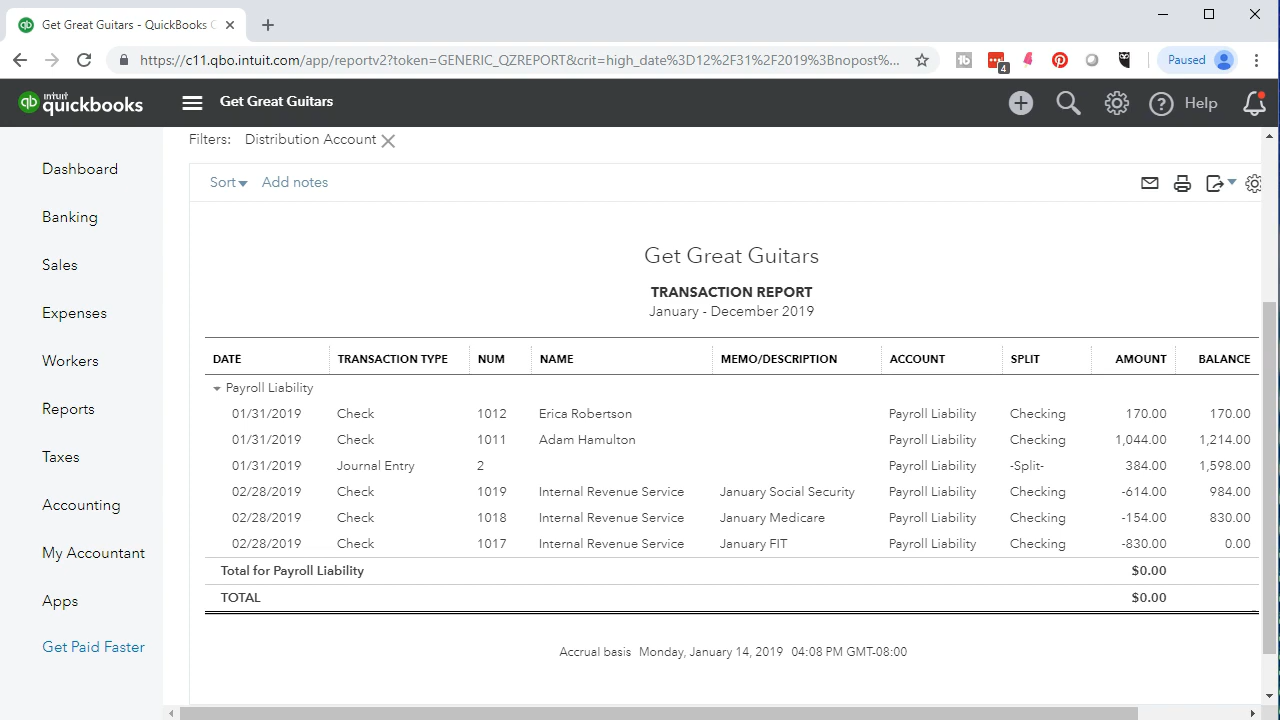 Get Great Guitars - QuickBooks
https://c11.qbo.intuit.com/app/reportv2?token=GENERIC_QZREPORT&crit=high_date%3D12%2F31%2F2019%3Bnopost%...
4
Paused
qb intuit quickbooks
Get Great Guitars
Help
Filters: Distribution Account
Dashboard
Banking
Sales
Expenses
Workers
Reports
Taxes
Accounting
My Accountant
Apps
Get Paid Faster
Sort Add notes
Get Great Guitars
TRANSACTION REPORT
January - December 2019
DATE TRANSACTION TYPE NUM NAME MEMO/DESCRIPTION ACCOUNT SPLIT AMOUNT BALANCE
Payroll Liability
01/31/2019 Check 1012 Erica Robertson Payroll Liability Checking 170.00 170.00
01/31/2019 Check 1011 Adam Hamulton Payroll Liability Checking 1,044.00 1,214.00
01/31/2019 Journal Entry 2 Payroll Liability -Split- 384.00 1,598.00
02/28/2019 Check 1019 Internal Revenue Service January Social Security Payroll Liability Checking -614.00 984.00
02/28/2019 Check 1018 Internal Revenue Service January Medicare Payroll Liability Checking -154.00 830.00
02/28/2019 Check 1017 Internal Revenue Service January FIT Payroll Liability Checking -830.00 0.00
Total for Payroll Liability $0.00
TOTAL $0.00
Accrual basis Monday, January 14, 2019 04:08 PM GMT-08:00